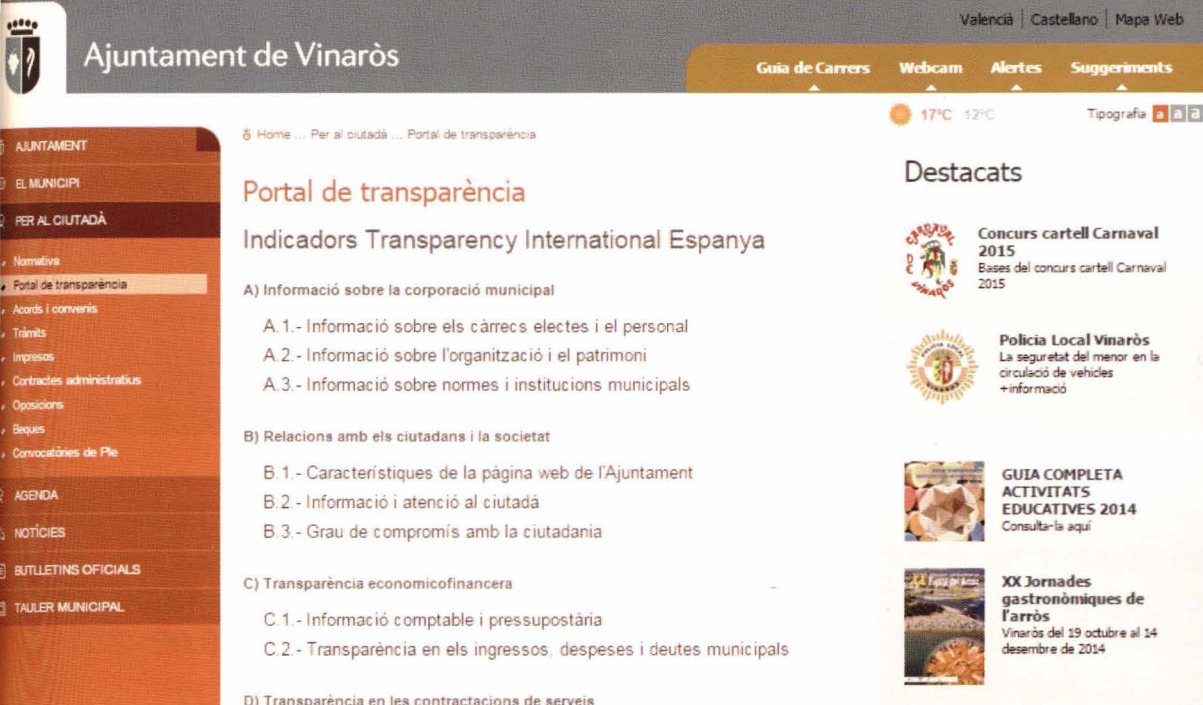 Valencià | Castellano | Mapa Web
Ajuntament de Vinaròs
Guia de Carrers Webcam Alertes Suggeriments
17ºC 12ºC
Tipografia a a a
AJUNTAMENT
EL MUNICIPI
PER AL CIUTADÀ
Normativa
Portal de transparència
Acords i convenis
Tràmits
Impresos
Contractes administratius
Oposicions
Beques
Convocatòries de Ple
AGENDA
NOTÍCIES
BUTLLETINS OFICIALS
TAULER MUNICIPAL
Home ... Per al ciutadà ... Portal de transparència
Portal de transparència
Indicadors Transparency International Espanya
A) Informació sobre la corporació municipal
A.1.- Informació sobre els càrrecs electes i el personal
A.2.- Informació sobre l'organització i el patrimoni
A.3.- Informació sobre normes i institucions municipals
B) Relacions amb els ciutadans i la societat
B.1.- Característiques de la pàgina web de l'Ajuntament
B.2.- Informació i atenció al ciutadà
B.3.- Grau de compromís amb la ciutadania
C) Transparència economicofinancera
C.1.- Informació comptable i pressupostària
C.2.- Transparència en els ingressos, despeses i deutes municipals
D) Transparència en les contractacions de serveis
Destacats
CARNAVAL
DE
VINARÒS
Concurs cartell Carnaval
2015
Bases del concurs cartell Carnaval
2015
POLICIA LOCAL
VINARÒS
Policia Local Vinaròs
La seguretat del menor en la
circulació de vehicles
+informació
GUIA COMPLETA
ACTIVITATS
EDUCATIVES 2014
Consulta-la aquí
XX Jornades
gastronòmiques de
l'arròs
Vinaròs del 19 octubre al 14
desembre de 2014